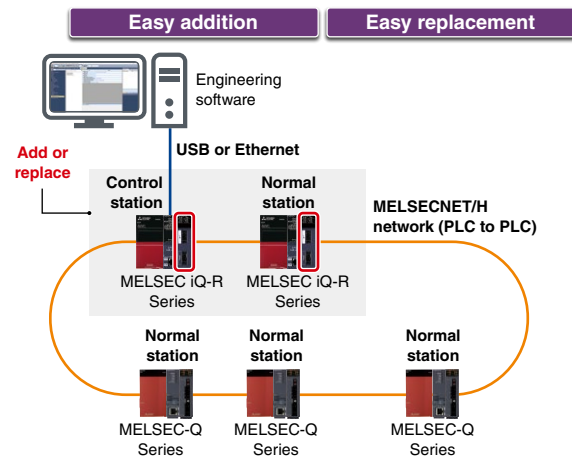 Easy addition
Easy replacement
Engineering
software
USB or Ethernet
Add or
replace
Control
station
Normal
station
MELSECNET/H
network (PLC to PLC)
MELSEC iQ-R
Series
MELSEC iQ-R
Series
Normal
station
Normal
station
Normal
station
MELSEC-Q
Series
MELSEC-Q
Series
MELSEC-Q
Series